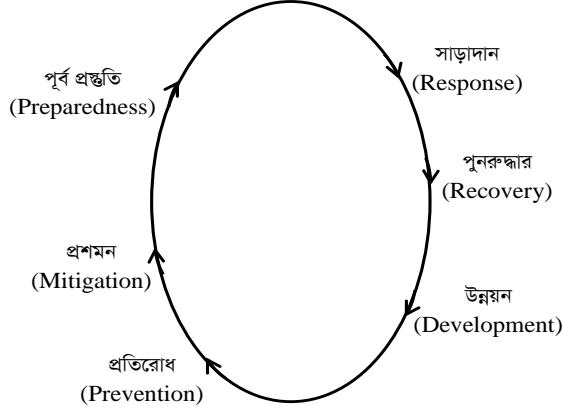 সাড়াদান
(Response)
পূর্ব প্রস্তুতি
(Preparedness)
পুনরুদ্ধার
(Recovery)
প্রশমন
(Mitigation)
উন্নয়ন
(Development)
প্রতিরোধ
(Prevention)